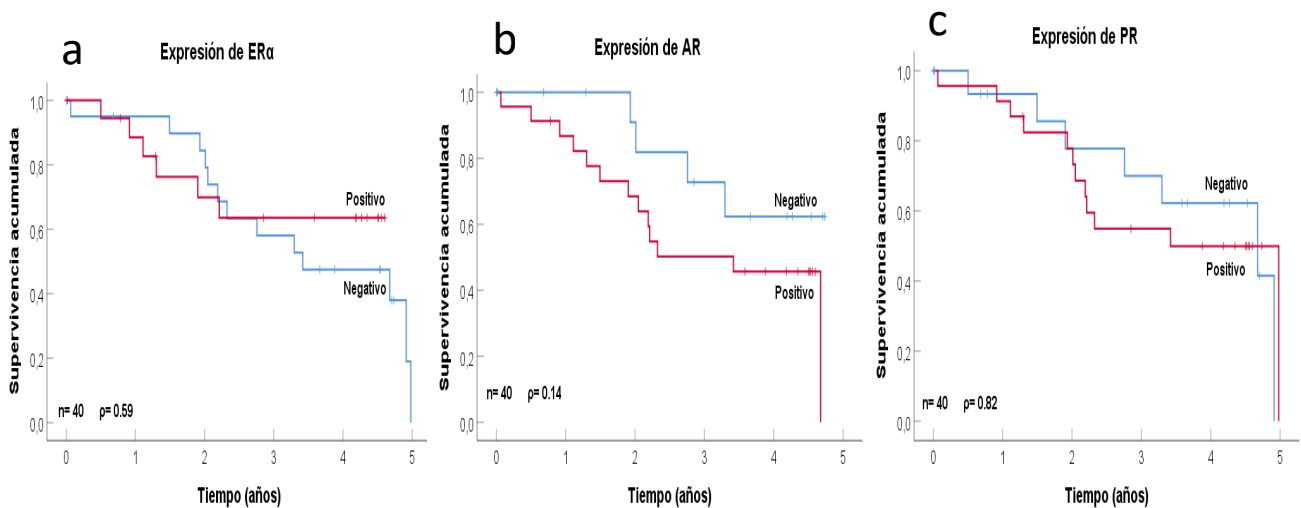 a
Expresión de ERα
Supervivencia acumulada
1,0
0,8
0,6
0,4
0,2
0,0
Positivo
Negativo
n= 40 ρ= 0.59
0 1 2 3 4 5
Tiempo (años)
b
Expresión de AR
Supervivencia acumulada
1,0
0,8
0,6
0,4
0,2
0,0
Negativo
Positivo
n= 40 ρ= 0.14
0 1 2 3 4 5
Tiempo (años)
c
Expresión de PR
Supervivencia acumulada
1,0
0,8
0,6
0,4
0,2
0,0
Negativo
Positivo
n= 40 ρ= 0.82
0 1 2 3 4 5
Tiempo (años)